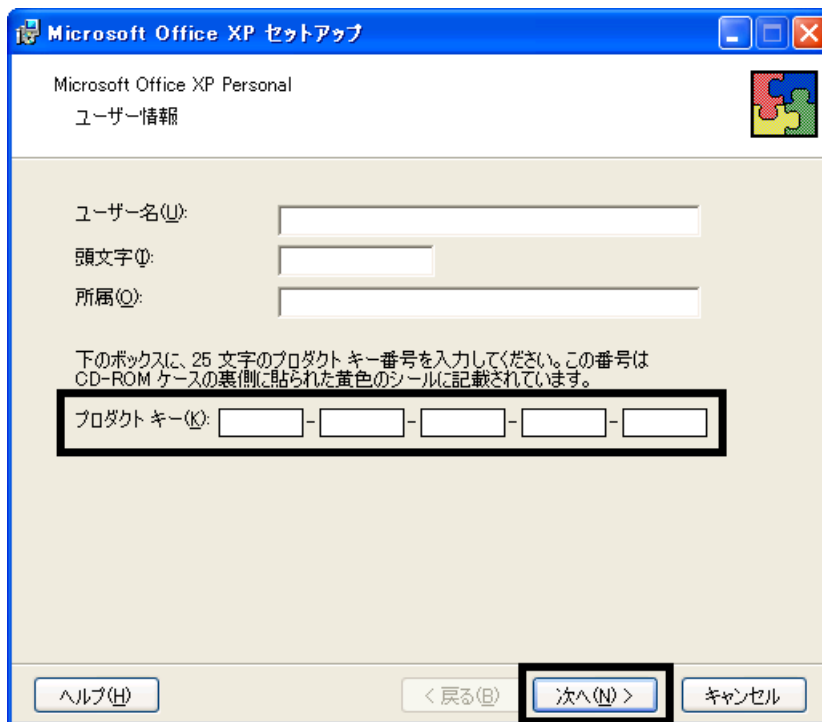 Microsoft Office XP セットアップ
Microsoft Office XP Personal
ユーザー情報
ユーザー名(U):
頭文字(I):
所属(O):
下のボックスに、25 文字のプロダクト キー番号を入力してください。この番号は
CD-ROM ケースの裏側に貼られた黄色のシールに記載されています。
プロダクト キー(K): - - - -
ヘルプ(H) < 戻る(B) 次へ(N) > キャンセル